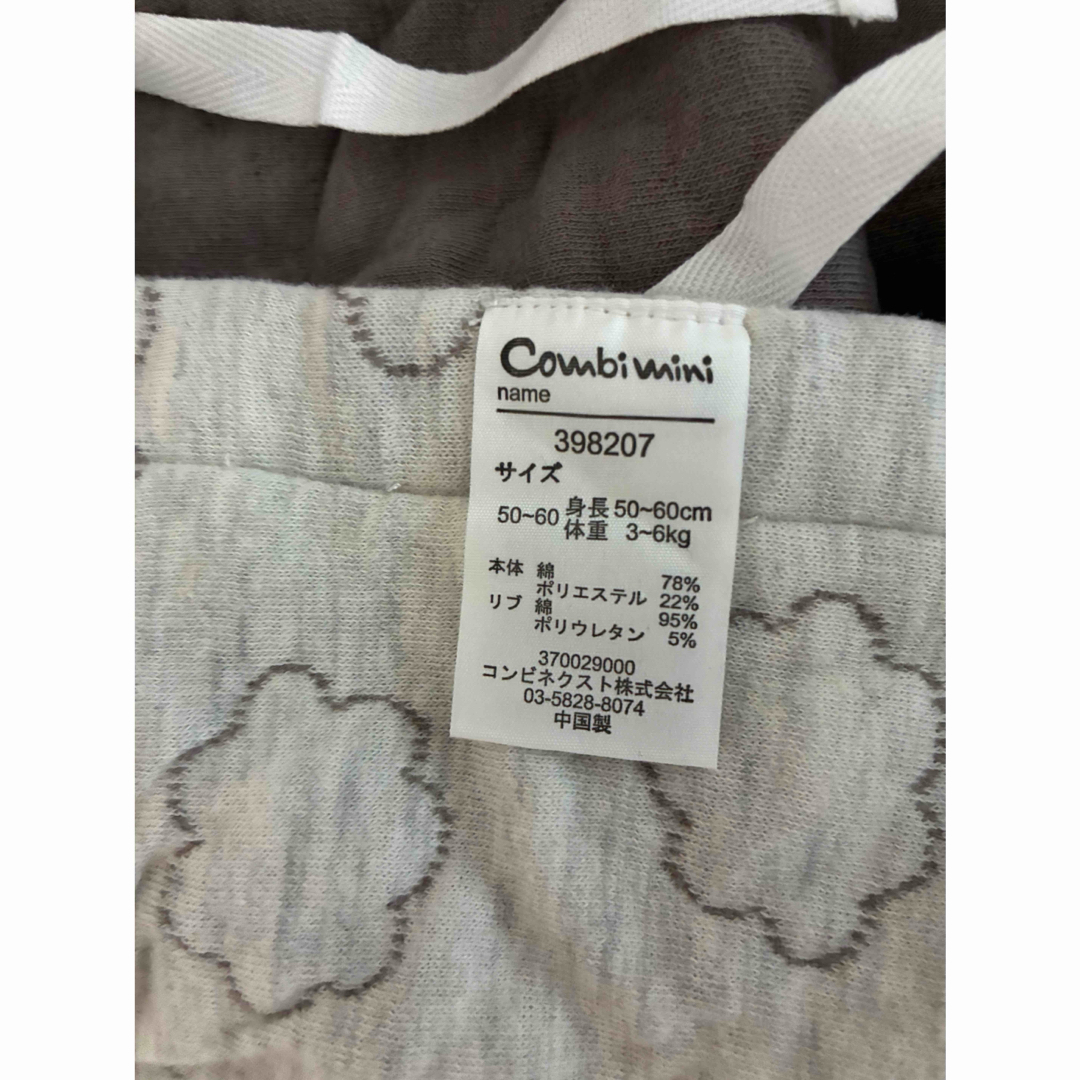 Combi mini
name
398207
サイズ
50~60 身長 50~60cm
体重 3~6kg
本体 綿 78%
ポリエステル 22%
リブ 綿 95%
ポリウレタン 5%
370029000
コンビネクスト株式会社
03-5828-8074
中国製